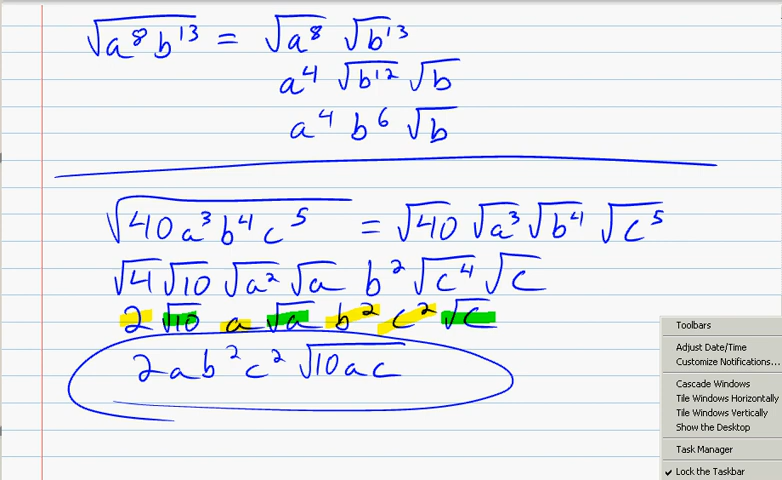 √a⁸b¹³ = √a⁸ √b¹³
a⁴ √b¹² √b
a⁴ b⁶ √b
√40a³b⁴c⁵ = √40 √a³ √b⁴ √c⁵
√4 √10 √a² √a b² √c⁴ √c
2 √10 a √a b² c² √c
2ab²c² √10ac
Toolbars
Adjust Date/Time
Customize Notifications...
Cascade Windows
Tile Windows Horizontally
Tile Windows Vertically
Show the Desktop
Task Manager
✓ Lock the Taskbar